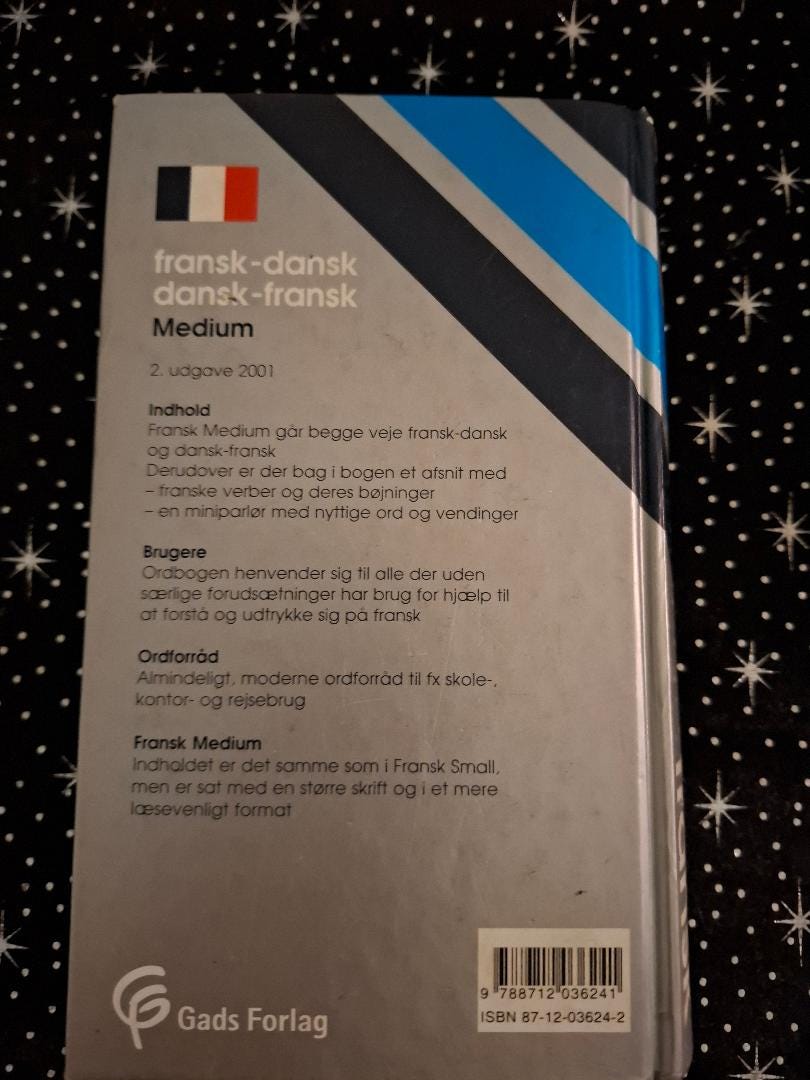 fransk-dansk
dansk-fransk
Medium
2. udgave 2001
Indhold
Fransk Medium går begge veje fransk-dansk
og dansk-fransk
Derudover er der bag i bogen et afsnit med
– franske verber og deres bøjninger
– en miniparlør med nyttige ord og vendinger
Brugere
Ordbogen henvender sig til alle der uden
særlige forudsætninger har brug for hjælp til
at forstå og udtrykke sig på fransk
Ordforråd
Almindeligt, moderne ordforråd til fx skole-,
kontor- og rejsebrug
Fransk Medium
Indholdet er det samme som i Fransk Small,
men er sat med en større skrift og i et mere
læsevenligt format
9 788712 036241
ISBN 87-12-03624-2
Gads Forlag